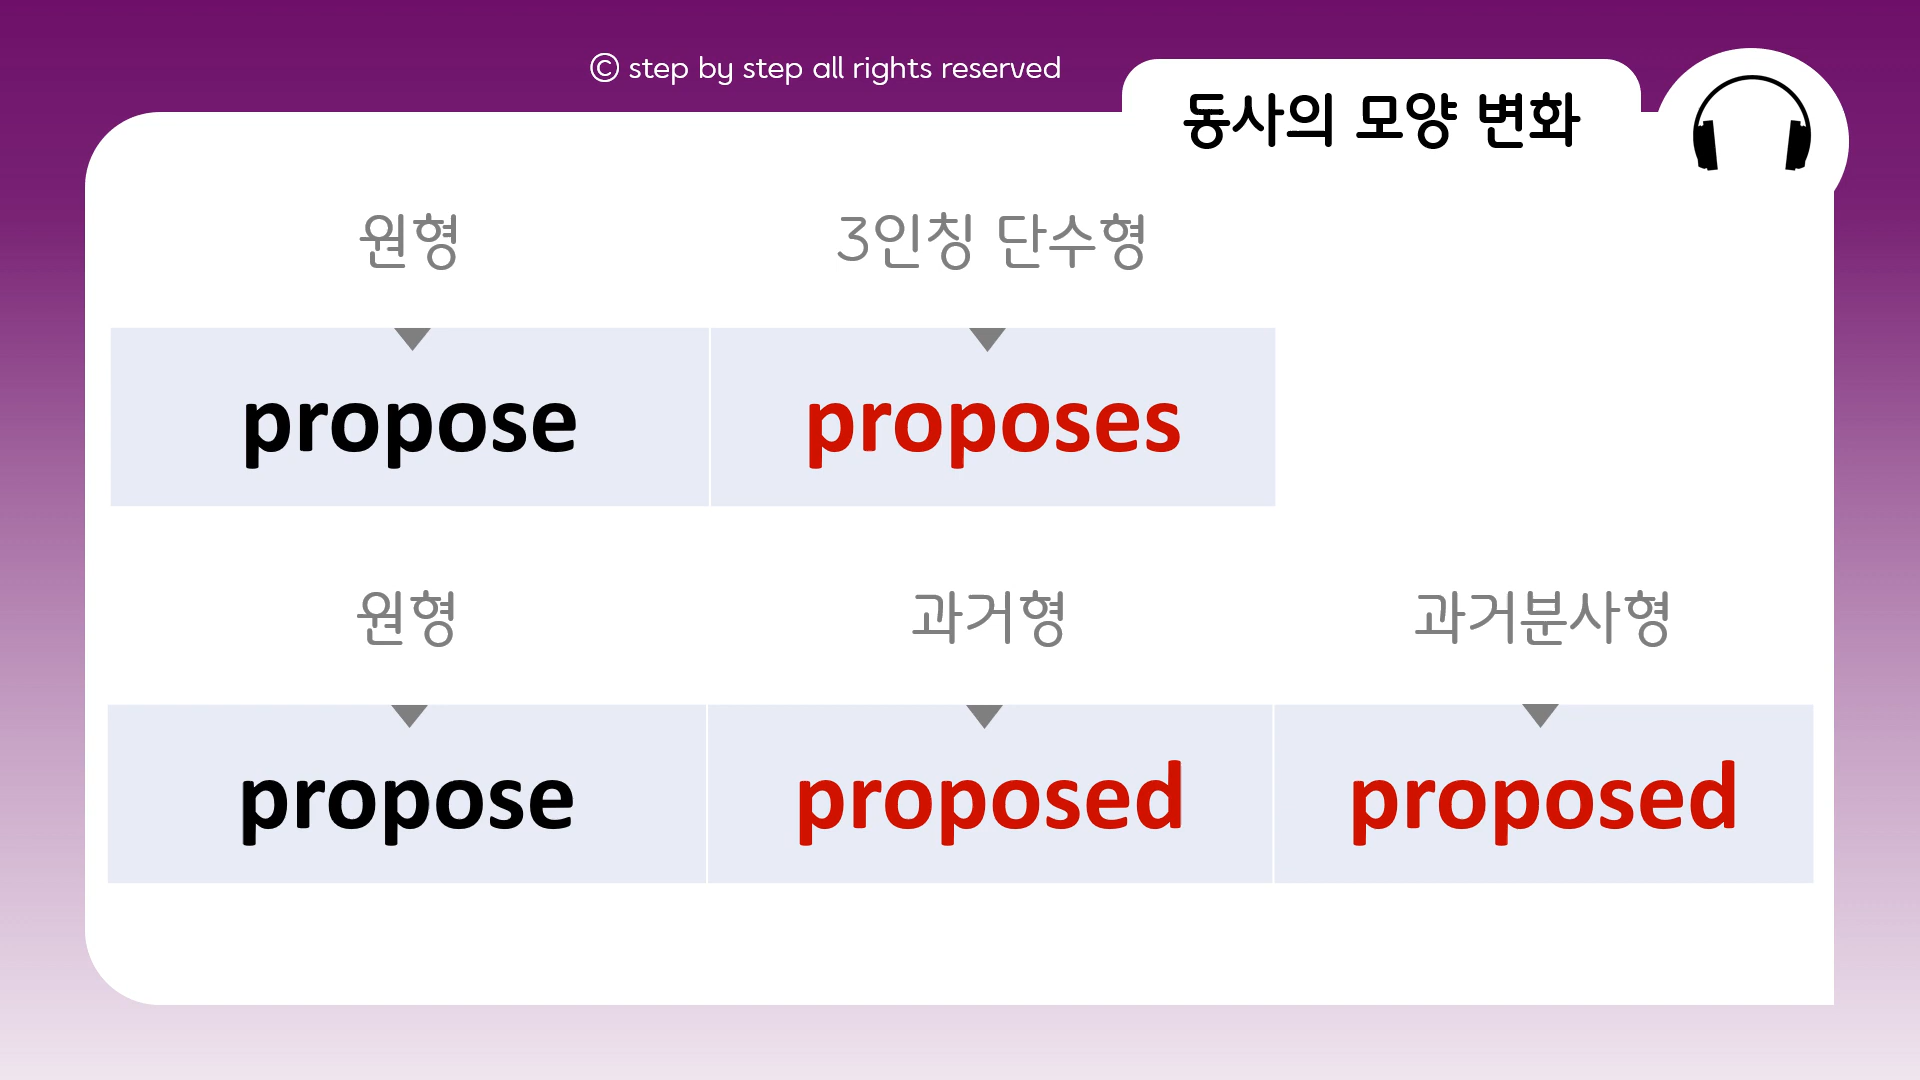 © step by step all rights reserved
동사의 모양 변화
원형 3인칭 단수형
propose proposes
원형 과거형 과거분사형
propose proposed proposed